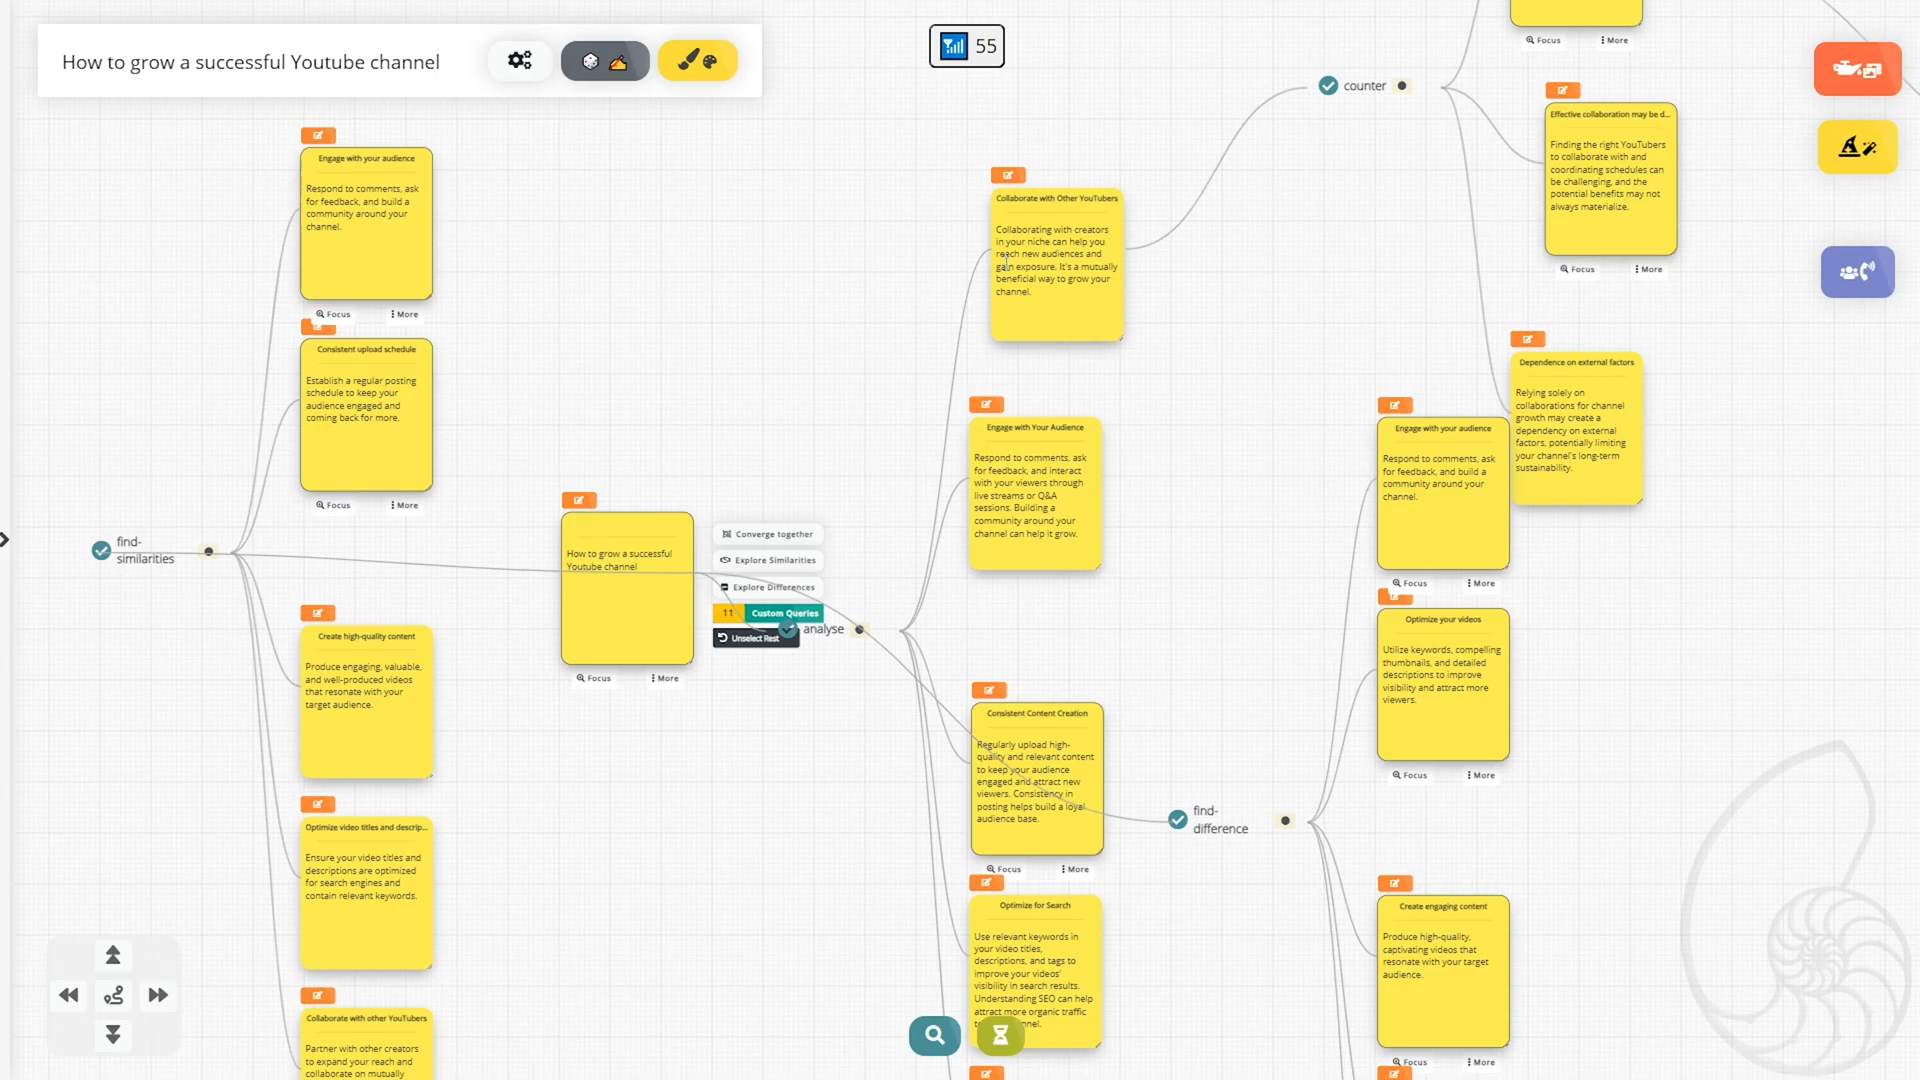 How to grow a successful Youtube channel
55
Focus
More
counter
Effective collaboration may be d...
Finding the right YouTubers
to collaborate with and
coordinating schedules can
be challenging, and the
potential benefits may not
always materialize.
Focus
More
Engage with your audience
Respond to comments, ask
for feedback, and build a
community around your
channel.
Focus
More
Consistent upload schedule
Establish a regular posting
schedule to keep your
audience engaged and
coming back for more.
Focus
More
find-
similarities
Create high-quality content
Produce engaging, valuable,
and well-produced videos
that resonate with your
target audience.
Optimize video titles and descrip...
Ensure your video titles and
descriptions are optimized
for search engines and
contain relevant keywords.
Collaborate with other YouTubers
Partner with other creators
to expand your reach and
collaborate on mutually
How to grow a successful
Youtube channel
Focus
More
Converge together
Explore Similarities
Explore Differences
11 Custom Queries
Unselect Rest
analyse
Collaborate with Other YouTubers
Collaborating with creators
in your niche can help you
reach new audiences and
gain exposure. It's a mutually
beneficial way to grow your
channel.
Engage with Your Audience
Respond to comments, ask
for feedback, and interact
with your viewers through
live streams or Q&A
sessions. Building a
community around your
channel can help it grow.
Consistent Content Creation
Regularly upload high-
quality and relevant content
to keep your audience
engaged and attract new
viewers. Consistency in
posting helps build a loyal
audience base.
Focus
More
Optimize for Search
Use relevant keywords in
your video titles,
descriptions, and tags to
improve your videos'
visibility in search results.
Understanding SEO can help
attract more organic traffic
Dependence on external factors
Relying solely on
collaborations for channel
growth may create a
dependency on external
factors, potentially limiting
your channel's long-term
sustainability.
Engage with your audience
Respond to comments, ask
for feedback, and build a
community around your
channel.
Focus
More
Optimize your videos
Utilize keywords, compelling
thumbnails, and detailed
descriptions to improve
visibility and attract more
viewers.
Focus
More
find-
difference
Create engaging content
Produce high-quality,
captivating videos that
resonate with your target
audience.
Focus
More